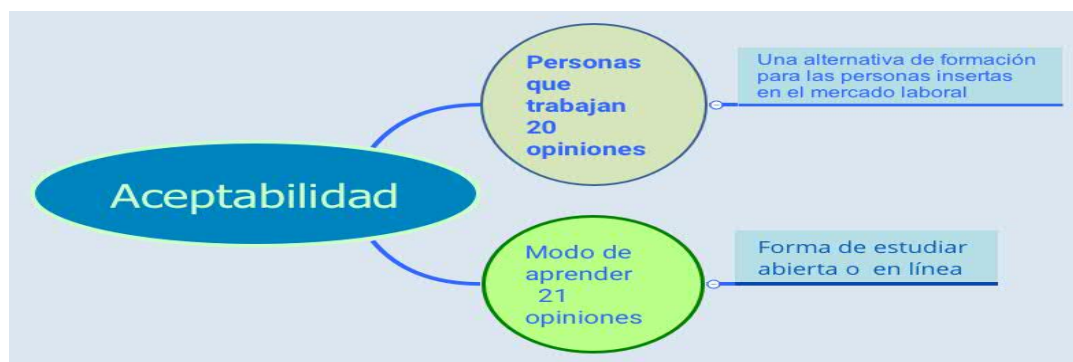 Aceptabilidad
Personas
que
trabajan
20
opiniones
Una alternativa de formación
para las personas insertas
en el mercado laboral
Modo de
aprender
21
opiniones
Forma de estudiar
abierta o en línea